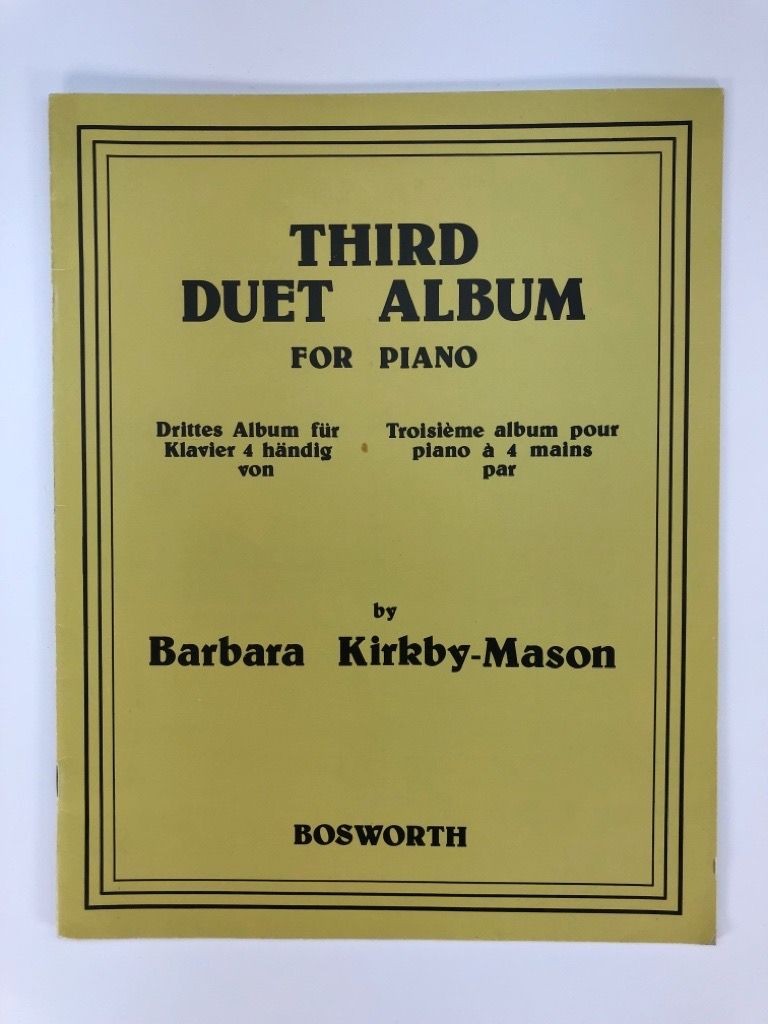 THIRD
DUET ALBUM
FOR PIANO
Drittes Album für
Klavier 4 händig
von
Troisième album pour
piano à 4 mains
par
by
Barbara Kirkby-Mason
BOSWORTH